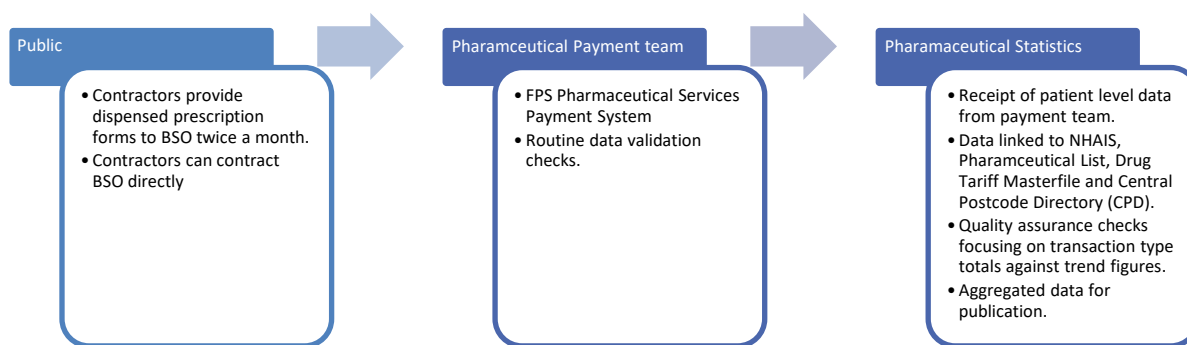 Public
• Contractors provide
dispensed prescription
forms to BSO twice a month.
• Contractors can contract
BSO directly
Pharamceutical Payment team
• FPS Pharmaceutical Services
Payment System
• Routine data validation
checks.
Pharamaceutical Statistics
• Receipt of patient level data
from payment team.
• Data linked to NHAIS,
Pharamceutical List, Drug
Tariff Masterfile and Central
Postcode Directory (CPD).
• Quality assurance checks
focusing on transaction type
totals against trend figures.
• Aggregated data for
publication.